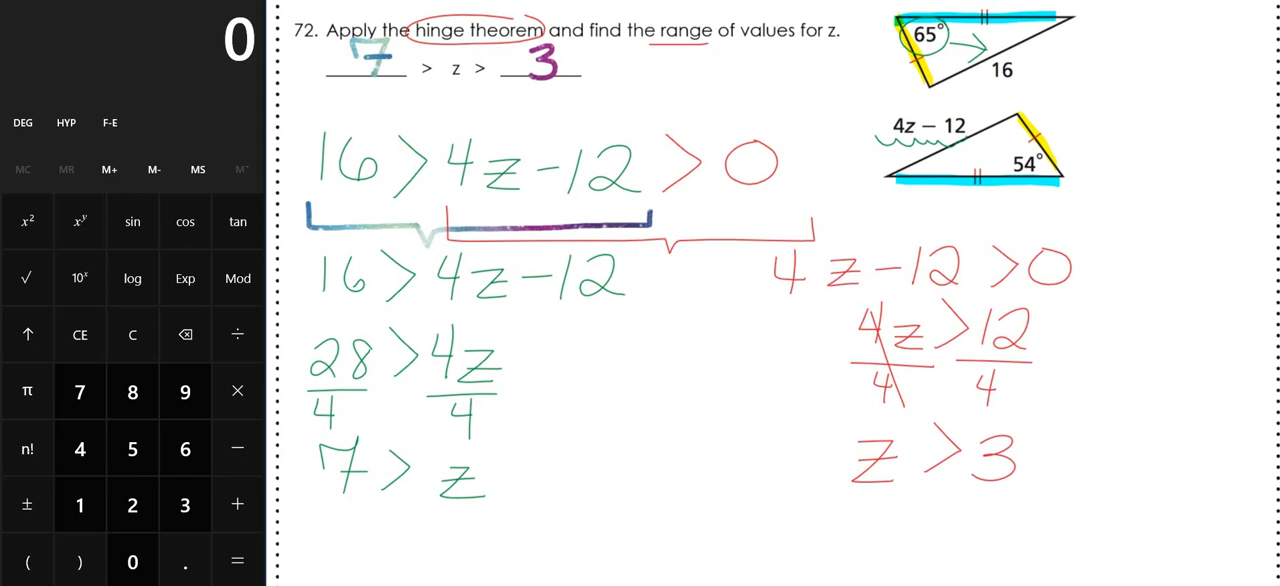 0
DEG HYP F-E
MC MR M+ M- MS M˅
x² xʸ sin cos tan
√ 10ˣ log Exp Mod
↑ CE C ⌫ ÷
π 7 8 9 ×
n! 4 5 6 −
± 1 2 3 +
( ) 0 . =
72. Apply the hinge theorem and find the range of values for z.
7 > z > 3
65°
16
4z − 12
54°
16 > 4z − 12 > 0
16 > 4z − 12
28 > 4z
4 4
7 > z
4z − 12 > 0
4z > 12
4 4
z > 3